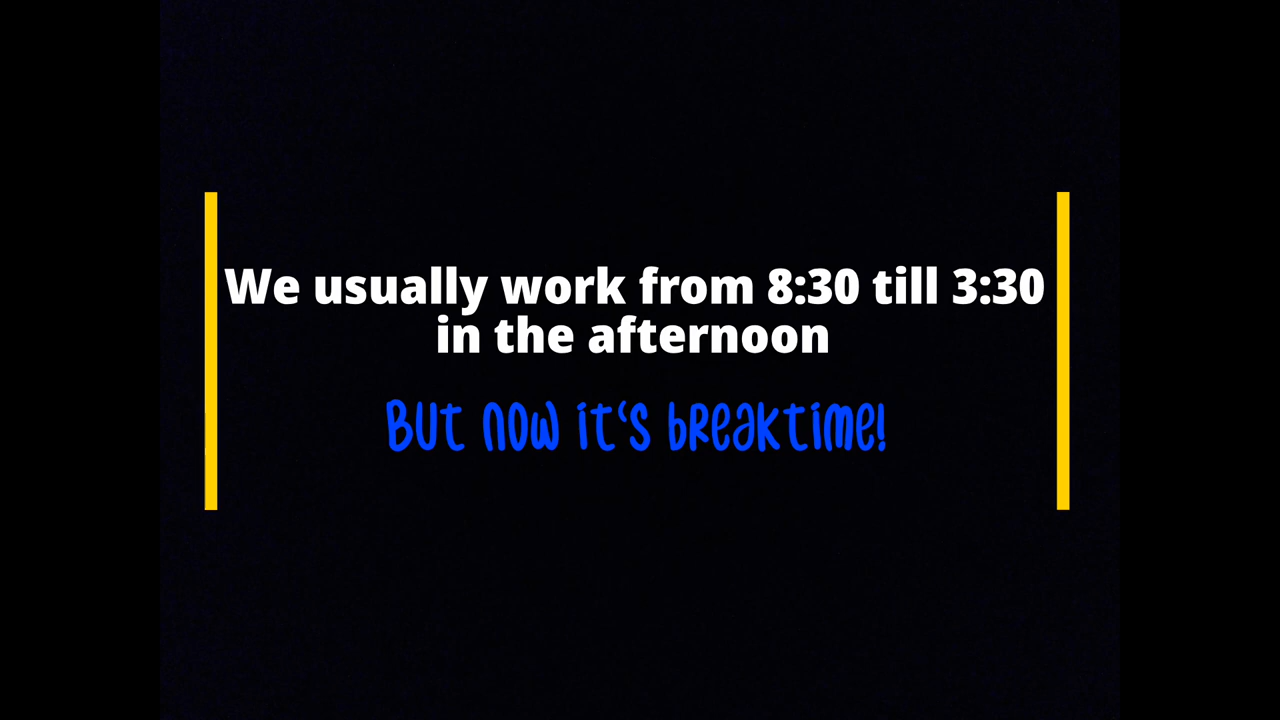 We usually work from 8:30 till 3:30
in the afternoon
But now it's breaktime!